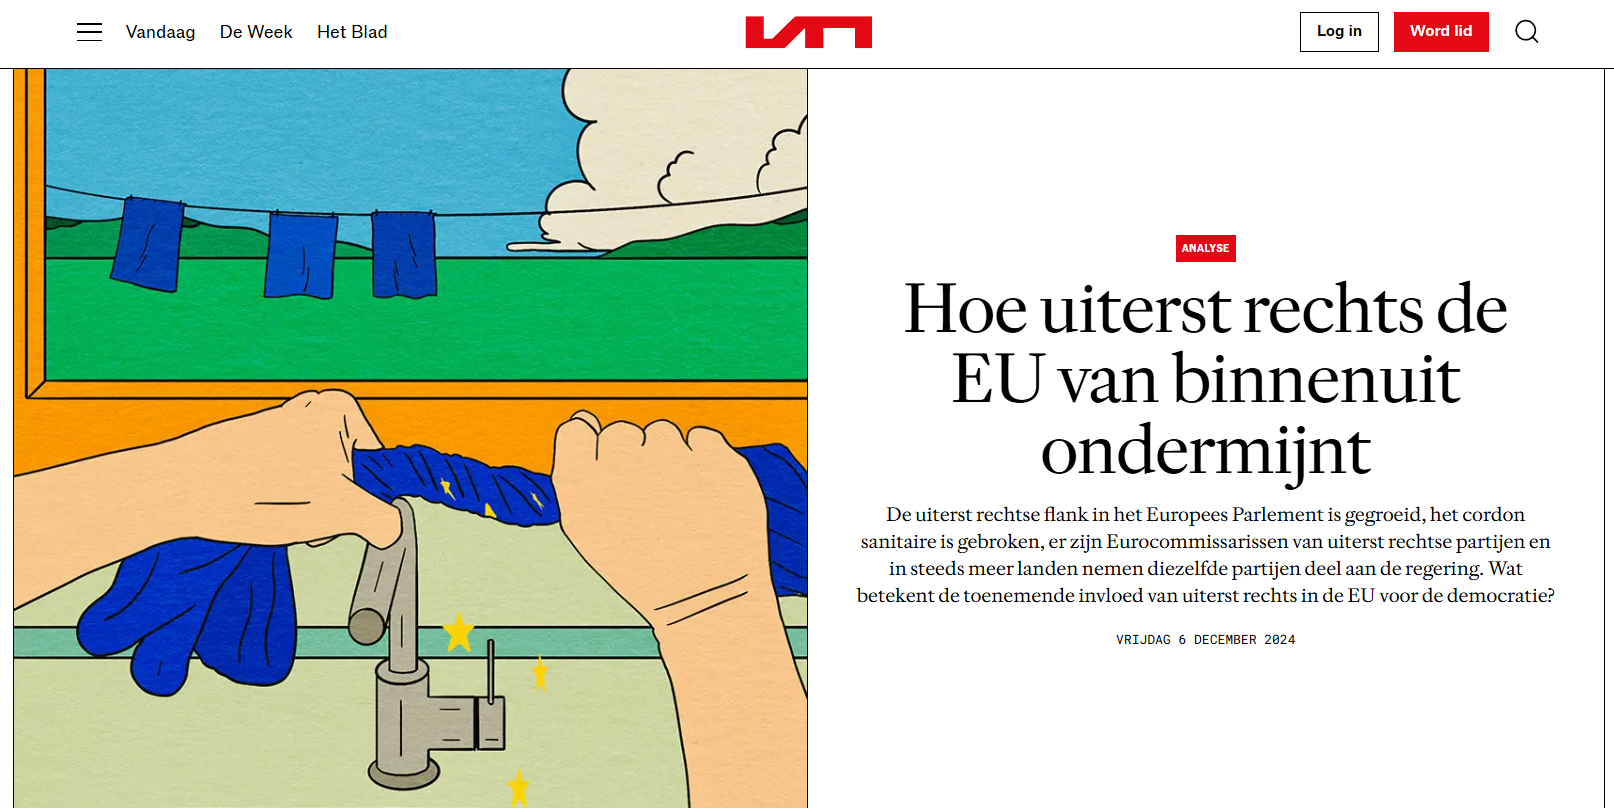 Vandaag De Week Het Blad
VN
Log in Word lid
ANALYSE
Hoe uiterst rechts de
EU van binnenuit
ondermijnt
De uiterst rechtse flank in het Europees Parlement is gegroeid, het cordon
sanitaire is gebroken, er zijn Eurocommissarissen van uiterst rechtse partijen en
in steeds meer landen nemen diezelfde partijen deel aan de regering. Wat
betekent de toenemende invloed van uiterst rechts in de EU voor de democratie?
VRIJDAG 6 DECEMBER 2024